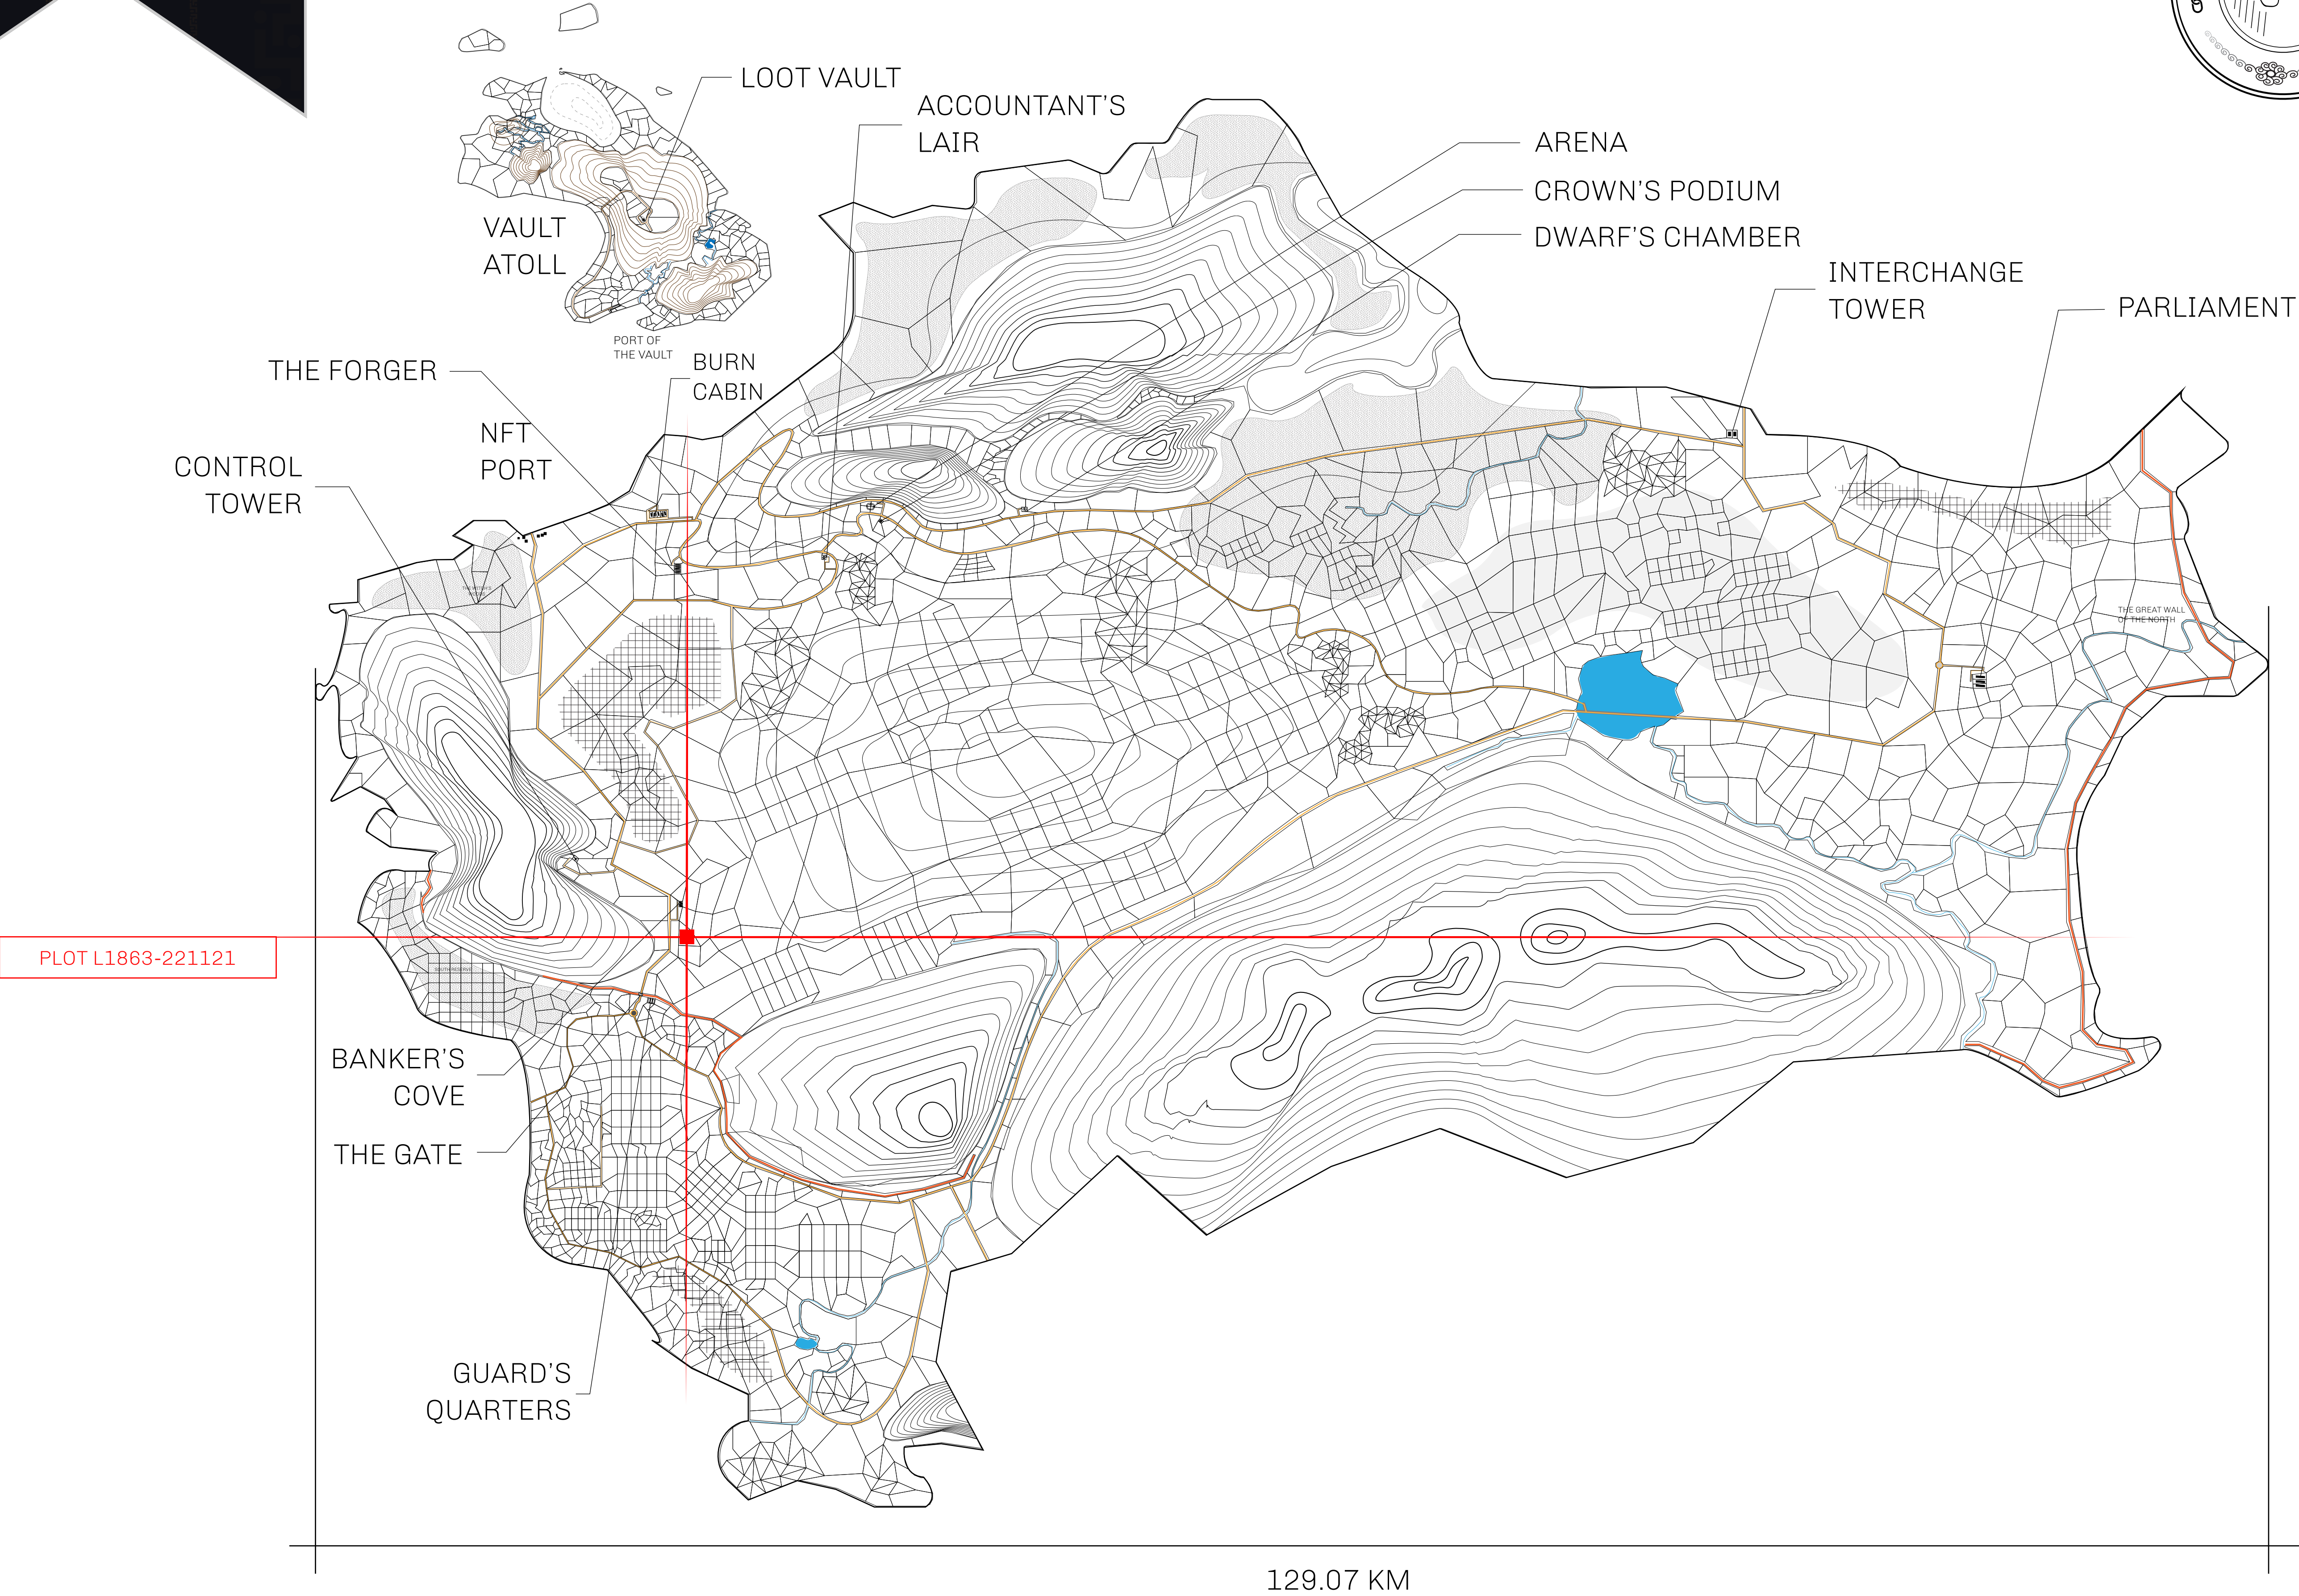 LOOT VAULT
ACCOUNTANT'S
LAIR
ARENA
CROWN'S PODIUM
DWARF'S CHAMBER
INTERCHANGE
TOWER
PARLIAMENT
VAULT
ATOLL
PORT OF
THE VAULT
BURN
CABIN
THE FORGER
NFT
PORT
CONTROL
TOWER
THE GREAT WALL
OF THE NORTH
PLOT L1863-221121
SOUTH RESERVE
BANKER'S
COVE
THE GATE
GUARD'S
QUARTERS
129.07 KM